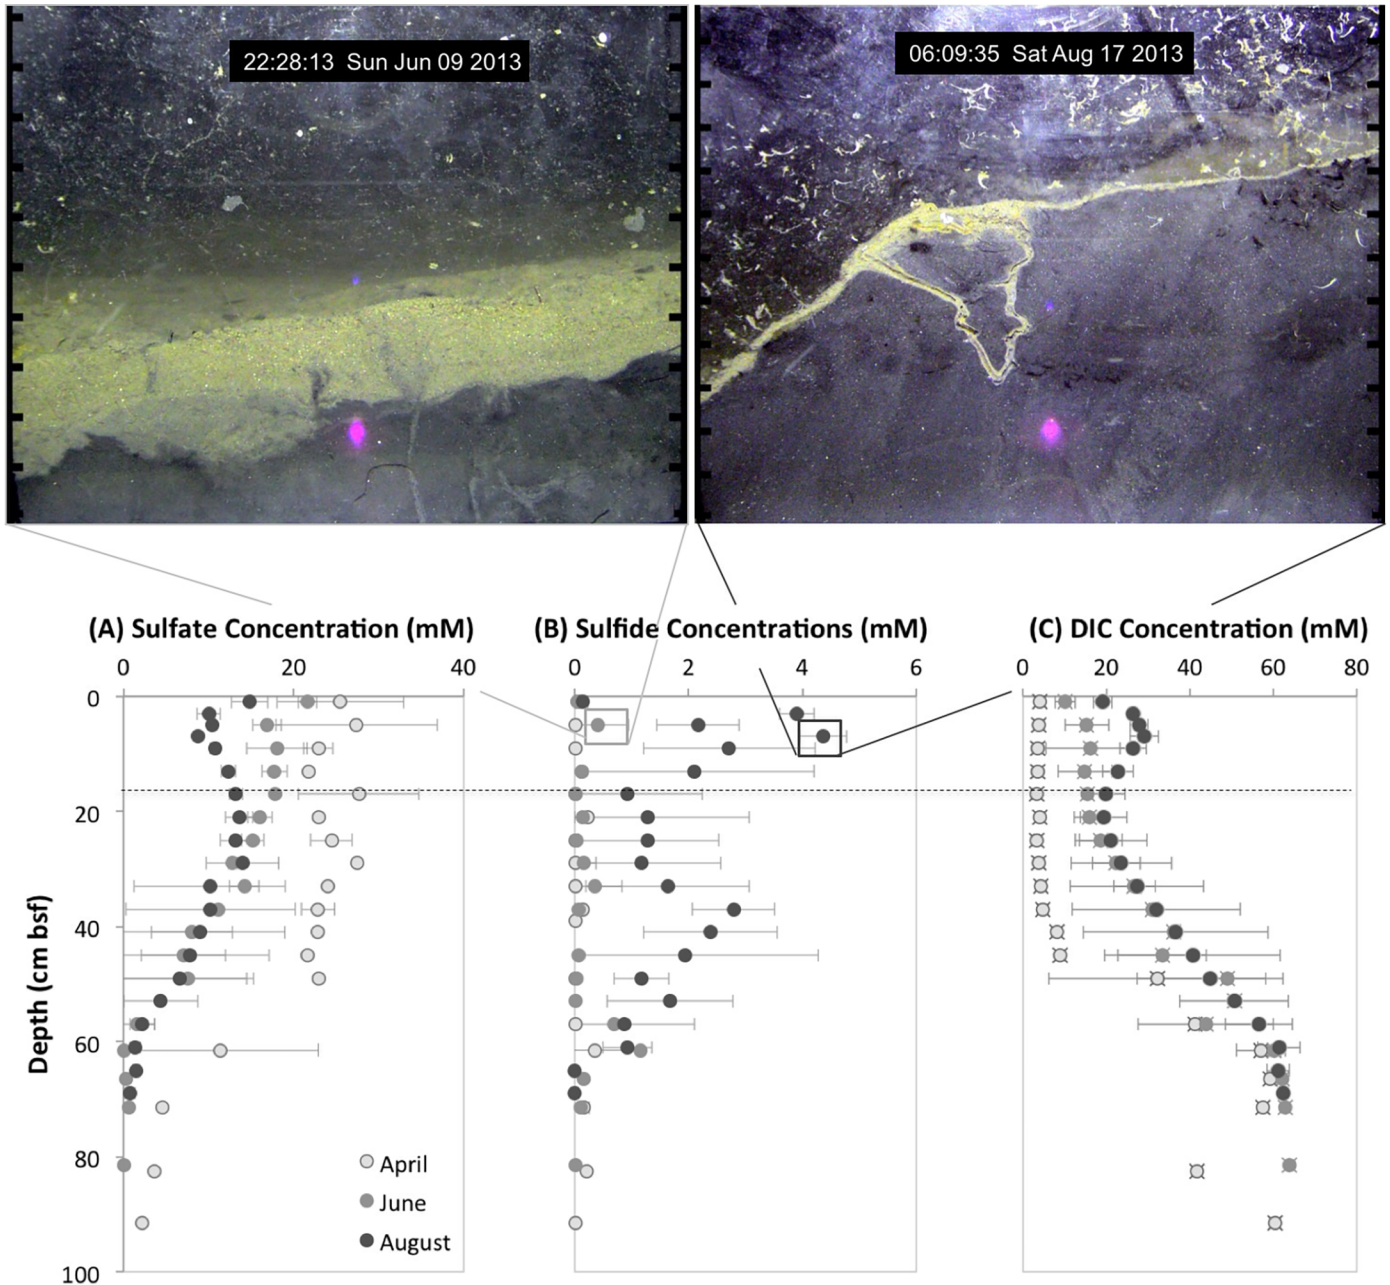 22:28:13 Sun Jun 09 2013
06:09:35 Sat Aug 17 2013
(A) Sulfate Concentration (mM)
(B) Sulfide Concentrations (mM)
(C) DIC Concentration (mM)
0 20 40
0 2 4 6
0 20 40 60 80
0
20
40
60
80
100
Depth (cm bsf)
April
June
August